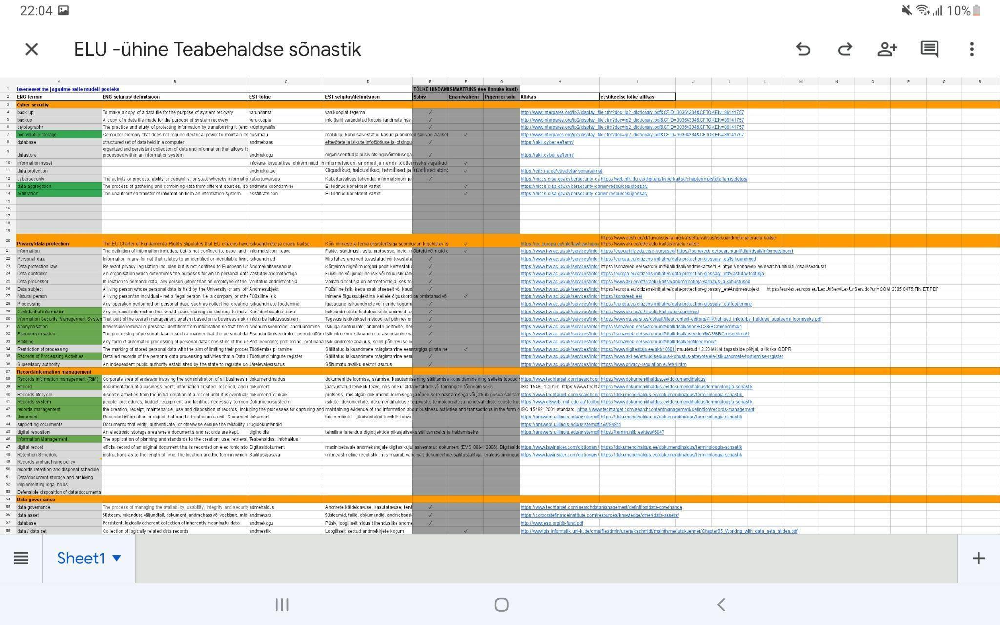 22:04
10%
ELU -ühine Teabehaldse sõnastik
A B C D E F G H I J K L M N O P Q R
1 iseenesest me jagasime selle mudeli pooleks TÕLKE HINDAMISMAATRIKS (tee linnuke kasti)
2 ENG termin ENG selgitus/ definitsioon EST tõlge EST selgitus/definitsioon Sobiv Enam/vähem Pigem ei sobi Allikas eestikeelse tõlke allikas
3 Cyber security
4 back up To make a copy of a data file for the purpose of system recovery varundama varukoopiat tegema ✓ http://www.interpares.org/ip2/display_file.cfm?doc=ip2_dictionary.pdf&CFID=30364334&CFTOKEN=89141757
5 backup A copy of a data file made for the purpose of system recovery varukoopia info (faili) varundatud koopia (andmete hävi ✓ http://www.interpares.org/ip2/display_file.cfm?doc=ip2_dictionary.pdf&CFID=30364334&CFTOKEN=89141757
6 cryptography The practice and study of protecting information by transforming it (enc krüptograafia ✓ http://www.interpares.org/ip2/display_file.cfm?doc=ip2_dictionary.pdf&CFID=30364334&CFTOKEN=89141757
7 non-volatile storage Computer memory that does not require electrical power to maintain its püsimälu mälukiip, kuhu salvestatud käsud ja andmed säilivad alalisel ✓ http://www.interpares.org/ip2/display_file.cfm?doc=ip2_dictionary.pdf&CFID=30364334&CFTOKEN=89141757
8 database structured set of data held in a computer andmebaas ettevõtete ja isikute infotöötluse ja -otsingu ✓ https://akit.cyber.ee/term/
organized and persistent collection of data and information that allows fo
9 datastore processed within an information system andmekogu organiseeritud ja püsiv otsinguvõimalusega ✓ https://akit.cyber.ee/term/
10 information asset infovara- kasutatkse rohkem nüüd lih informatsioon, andmed ja nende töötlemiseks vajalikud ✓
11 data protection andmekaitse Õiguslikud, halduslikud, tehnilised ja füüsilised abinõ ✓ https://eits.ria.ee/et/seletav-sonaraamat
12 cybersecurity The activity or process, ability or capability, or state whereby informatio küberturvalisus Küberturvalisus tähendab informatsiooni ja ✓ https://niccs.cisa.gov/cybersecurity-ca https://web.htk.tlu.ee/digitaru/kyberkaitse/chapter/moistete-lahtiseletus/
13 data aggregation The process of gathering and combining data from different sources, so andmete koondamine Ei leidnud korrektset vastet ✓ https://niccs.cisa.gov/cybersecurity-career-resources/glossary
14 exfiltration The unauthorized transfer of information from an information system eksfiltratsioon Ei leidnud korrektset vastet ✓ https://niccs.cisa.gov/cybersecurity-career-resources/glossary
15
16
17
18
19
https://www.eesti.ee/et/turvalisus-ja-riigikaitse/turvalisus/isikuandmete-ja-eraelu-kaitse
20 Privacy/data protection The EU Charter of Fundamental Rights stipulates that EU citizens have Isikuandmete ja eraelu kaitse Kõik inimese ja tema eksistentsiga seonduv on kirjeldatav is ✓ https://ec.europa.eu/info/law/law-topic/ https://www.aki.ee/et/eraelu-kaitse/eraelu-kaitse
21 Information The definition of information includes, but is not confined to, paper and Informatsioon; teave Fakte, sündmusi, asju, protsesse, ideid, mõisteid või muid o ✓ https://www.hw.ac.uk/uk/services/infor https://eopearhiiv.edu.ee/e-kursused/ https://sonaveeb.ee/search/unif/dlall/dsall/informatsioon/1
22 Personal data Information in any format that relates to an identified or identifiable living Isikuandmed Mis tahes andmed tuvastatud või tuvastata ✓ https://www.hw.ac.uk/uk/services/infor https://europa.eu/citizens-initiative/data-protection-glossary_et#Isikuandmed
23 Data protection law Relevant privacy legislation includes but is not confined to European Un Andmekaitseseadus Kõrgeima riigivõimuorgani poolt kehtestatu ✓ https://www.hw.ac.uk/uk/services/infor https://sonaveeb.ee/search/unif/dlall/dsall/andmekaitse/1 + https://sonaveeb.ee/search/unif/dlall/dsall/seadus/1
24 Data controller An organisation which determines the purposes for which personal data Vastutav andmetöötleja Füüsiline või juriidiline isik või muu isikuan ✓ https://www.hw.ac.uk/uk/services/infor https://europa.eu/citizens-initiative/data-protection-glossary_et#Vastutav-tootleja
25 Data processor In relation to personal data, any person (other than an employee of the Volitatud andmetöötleja Volitatud töötleja on andmetöötleja, kes töö ✓ https://www.hw.ac.uk/uk/services/infor https://www.aki.ee/et/eraelu-kaitse/andmetootleja-vastutus-ja-kohustused
26 Data subject A living person whose personal data is held by the University or any oth Andmesubjekt Füüsiline isik, keda saab otseselt või kaud ✓ https://www.hw.ac.uk/uk/services/infor https://europa.eu/citizens-initiative/data-protection-glossary_et#Andmesubjekt https://eur-lex.europa.eu/LexUriServ/LexUriServ.do?uri=COM:2005:0475:FIN:ET:PDF
27 Natural person A living person/an individual - not a 'legal person' i.e. a company or othe Füüsiline isik Inimene õigussubjektina, kellele õiguskord on omistanud või ✓ https://www.hw.ac.uk/uk/services/infor https://sonaveeb.ee/
28 Processing Any operation performed on personal data, such as collecting, creating Isikuandmete töötlemine Igasugune isikuandmete või nende kogumi ✓ https://www.hw.ac.uk/uk/services/infor https://europa.eu/citizens-initiative/data-protection-glossary_et#Tootlemine
29 Confidential information Any personal information that would cause damage or distress to indivi Konfidentsiaalne teave Isikuandmeteks loetakse kõiki andmeid tuv ✓ https://www.hw.ac.uk/uk/services/infor https://www.aki.ee/et/eraelu-kaitse/isikuandmed
30 Information Security Management System That part of the overall management system based on a business risk a Infoturbe haldussüsteem Tegevusriskikesksel metoodikal põhinev or ✓ https://www.hw.ac.uk/uk/services/infor https://www.ria.ee/sites/default/files/content-editors/KIIK/juhised_infoturbe_halduse_susteemi_loomiseks.pdf
31 Anonymisation Irreversible removal of personal identifiers from information so that the d Anonümiseerimine; anonüümimine Isikuga seotud info, andmete peitmine, ner ✓ https://www.hw.ac.uk/uk/services/infor https://sonaveeb.ee/search/unif/dlall/dsall/anon%C3%BCmiseerima/1
32 Pseudonymisation The processing of personal data in such a manner that the personal dat Pseudonümiseerimine; pseudonüüm Isikunime vm isikuandmete asendamine va ✓ https://www.hw.ac.uk/uk/services/infor https://sonaveeb.ee/search/unif/dlall/dsall/pseudon%C3%BCmiseerima/1
33 Profiling Any form of automated processing of personal data consisting of the us Profileerimine; profiilimine; profiliana Isikuandmete analüüs, sellel põhinev iseloo ✓ https://www.hw.ac.uk/uk/services/infor https://sonaveeb.ee/search/unif/dlall/dsall/profileerimine/1
34 Restriction of processing The marking of stored personal data with the aim of limiting their proces Töötlemise piiramine Säilitatud isikuandmete märgistamine eesmärgiga piirata ne ✓ https://www.hw.ac.uk/uk/services/infor https://www.riigiteataja.ee/akt/10601 muudetud 12.20 MKM tagasiside põhjal, allikaks GDPR
35 Records of Processing Activities Detailed records of the personal data processing activities that a Data C Töötlustoimingute register Säilitatud isikuandmete märgistamine eesr ✓ https://www.hw.ac.uk/uk/services/infor https://www.aki.ee/et/uudised/uus-kohustus-ettevotetele-isikuandmete-tootlemise-register
36 Supervisory authority An independent public authority established by the state to regulate co Järelevalveasutus Sõltumatu avaliku sektori asutus ✓ https://www.hw.ac.uk/uk/services/infor https://www.privacy-regulation.eu/et/4.htm
37 Record/information management
38 Records information management (RIM) Corporate area of endeavor involving the administration of all business r dokumendihaldus dokumentide loomise, saamise, kasutamise ning säilitamise korraldamine ning selleks loodud s https://www.techtarget.com/searchcon https://www.dokumendihaldus.ee/dokumendihaldus
39 Record documentation of a business event; information created, received, and r dokument jäädvustatud terviklik teave, mis on küllaldane faktide või toimingute tõendamiseks ISO 15489-1:2016: https://www.techta https://www.dokumendihaldus.ee/dokumendihaldus/terminoloogia-sonastik
40 Records lifecycle discrete activities from the initial creation of a record until it is eventuall dokumendi elukäik protsess, mis algab dokumendi loomisega ja lõpeb selle hävitamisega või jätkub püsiva säilitam https://www.techtarget.com/searchcon https://dokumendihaldus.ee/dokumendihaldus/terminoloogia-sonastik
41 Records system people, procedures, budget, equipment and facilities necessary to mon Dokumendisüsteem isikute, dokumentide, dokumendihalduse tegevuste, tehnoloogiate ja nendevaheliste seoste kog https://www.dlsweb.rmit.edu.au/Toolbo https://www.dokumendihaldus.ee/dokumendihaldus/terminoloogia-sonastik
42 records management the creation, receipt, maintenance, use and disposition of records, including the processes for capturing and maintaining evidence of and information about business activities and transactions in the form o ISO 15489: 2001 standard, https://www.techtarget.com/searchcontentmanagement/definition/records-management
43 document Recorded information or object that can be treated as a unit. Document dokument laiem mõiste – jäädvustatud terviklik teave. https://answers.uillinois.edu/systemoff https://dokumendihaldus.ee/dokumendihaldus/terminoloogia-sonastik
44 supporting documents Documents that verify, authenticate, or otherwise ensure the reliability o tugidokumendid https://answers.uillinois.edu/systemoffices/94811
45 digital repository An electronic storage area where documents and records are kept. digihoidla tehniline lahendus digiobjektide pikaajaliseks säilitamiseks ja haldamiseks https://answers.uillinois.edu/systemoff https://termin.nlib.ee/view/6947
46 Information Management The application of planning and standards to the creation, use, retrieval, Teabehaldus, infohaldus
47 digital record official record of an original document that is recorded on electronic sto Digitaaldokument masinloetavale andmekandjale digitaalkujul salvestatud dokument (EVS 882-1:2006). Digitaaldo https://www.lawinsider.com/dictionary/ https://dokumendihaldus.ee/dokumendihaldus/terminoloogia-sonastik
48 Retention Schedule instructions as to the length of time, the location and the form in which Säilitusajakava mitmeastmeline reeglistik, mis määrab vähemalt dokumentide säilitustähtaja, eraldustoimingud https://www.lawinsider.com/dictionary/ https://dokumendihaldus.ee/dokumendihaldus/terminoloogia-sonastik
49 Records and archiving policy
50 records retention and disposal schedule
51 Data/document storage and archiving
52 Implementing legal holds
53 Defensible disposition of data/documents
54 Data governance
55 data governance The process of managing the availability, usability, integrity and securit admehaldus Andmete käideldavuse, kasutatavuse, tervi ✓ https://www.techtarget.com/searchdatamanagement/definition/data-governance
56 data asset Süsteem, rakenduse väljundfail, dokument, andmebaas või veebisait, mida andmevara Süsteemid, failid, dokumendid, andmebaasid ✓ https://corporatefinanceinstitute.com/resources/knowledge/other/data-assets/
57 database Persistent, logically coherent collection of inherently meaningful data andmekogu Püsiv, loogiliselt sidus tähenduslike andme ✓ http://www.esp.org/db-fund.pdf
58 data / data set Collection of logically related data records andmestik Loogiliselt seotud andmekirjete kogum ✓ http://wwwlgis.informatik.uni-kl.de/cms/fileadmin/users/kschmidt/mainframe/lutzkuehner/Chapter05_Working_with_data_sets_slides.pdf
Sheet1